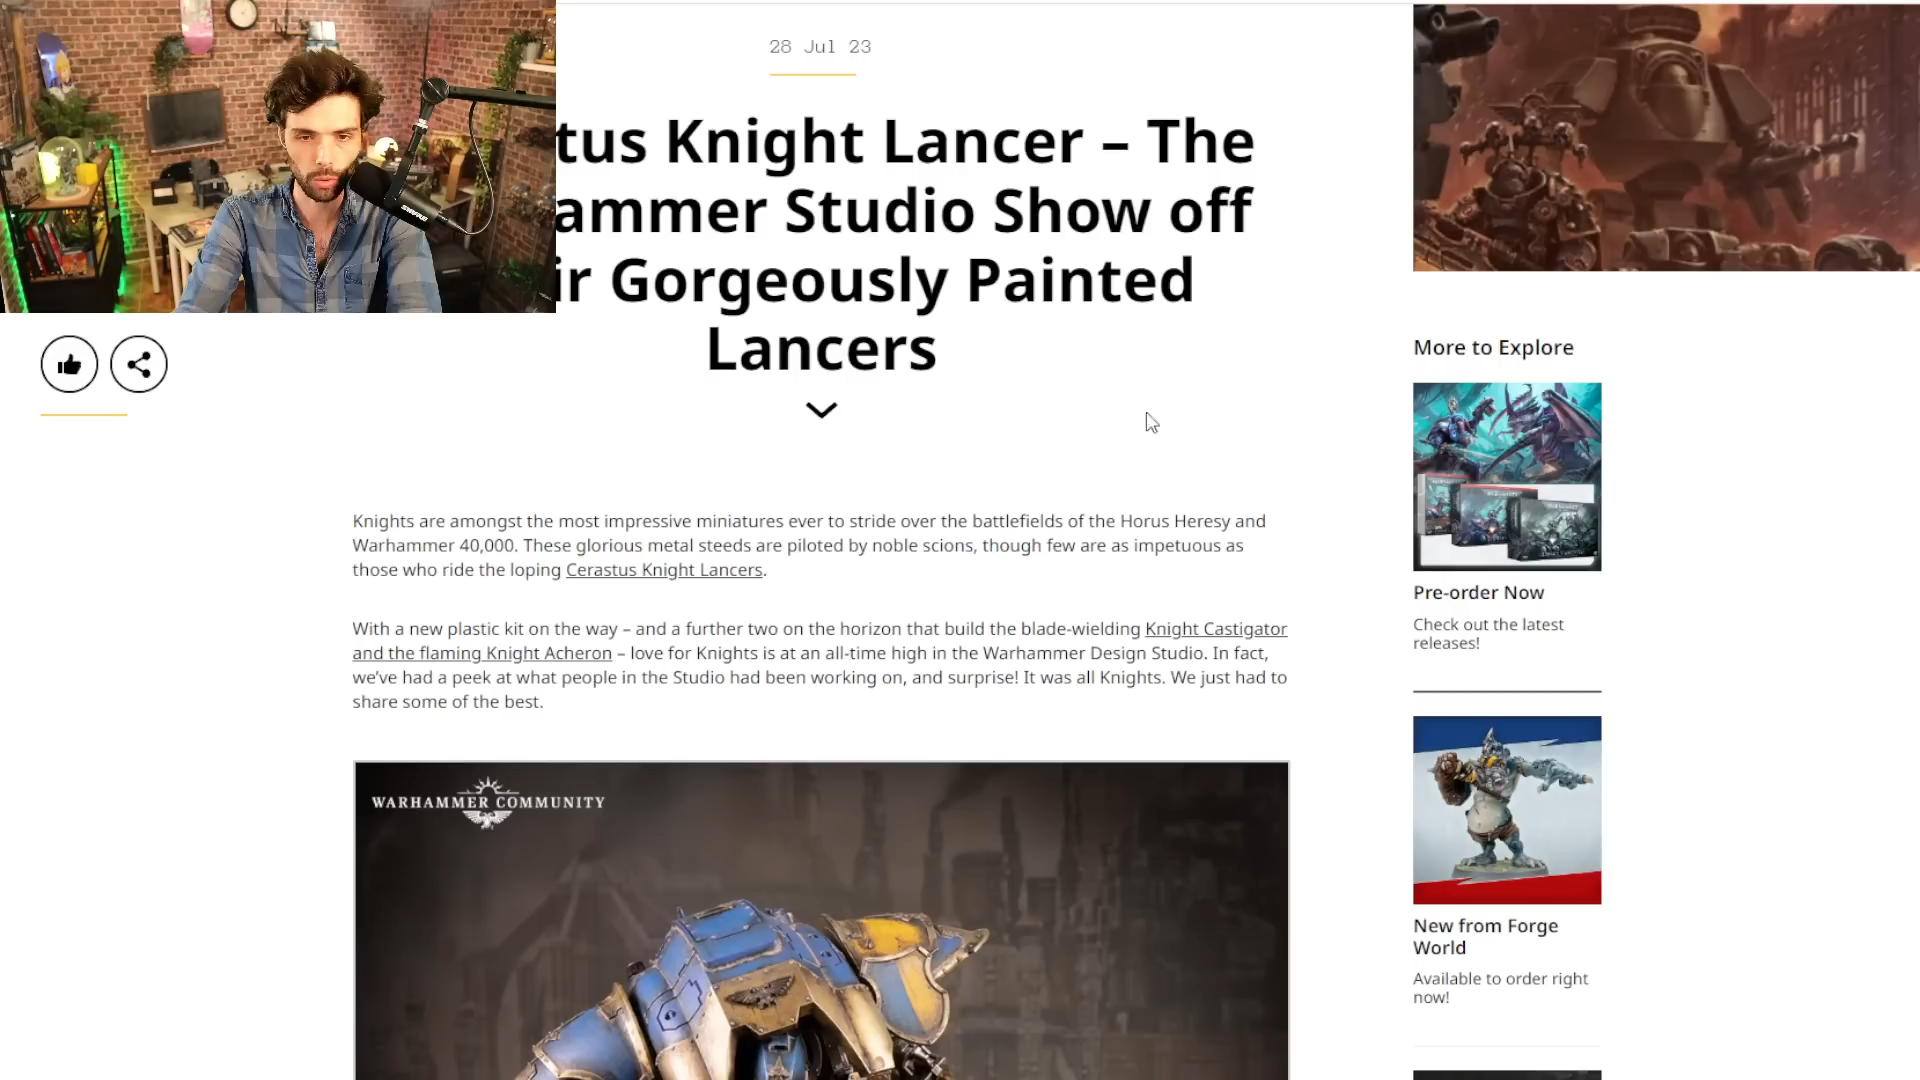 28 Jul 23
tus Knight Lancer – The
ammer Studio Show off
ir Gorgeously Painted
Lancers
Knights are amongst the most impressive miniatures ever to stride over the battlefields of the Horus Heresy and
Warhammer 40,000. These glorious metal steeds are piloted by noble scions, though few are as impetuous as
those who ride the loping Cerastus Knight Lancers.
With a new plastic kit on the way – and a further two on the horizon that build the blade-wielding Knight Castigator
and the flaming Knight Acheron – love for Knights is at an all-time high in the Warhammer Design Studio. In fact,
we've had a peek at what people in the Studio had been working on, and surprise! It was all Knights. We just had to
share some of the best.
WARHAMMER COMMUNITY
More to Explore
Pre-order Now
Check out the latest
releases!
New from Forge
World
Available to order right
now!
SHURE